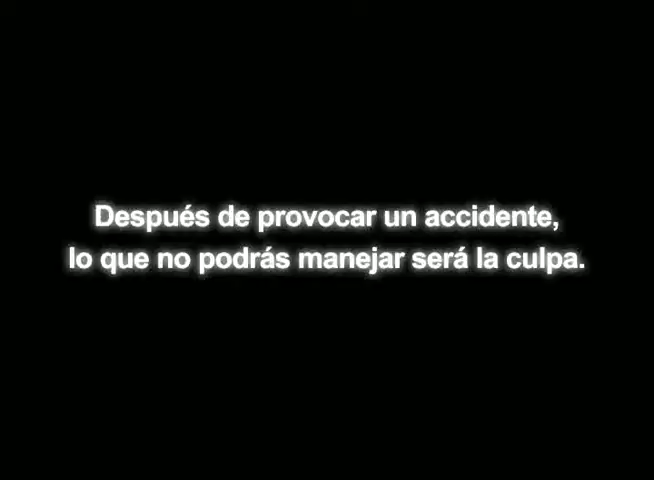 Después de provocar un accidente,
lo que no podrás manejar será la culpa.